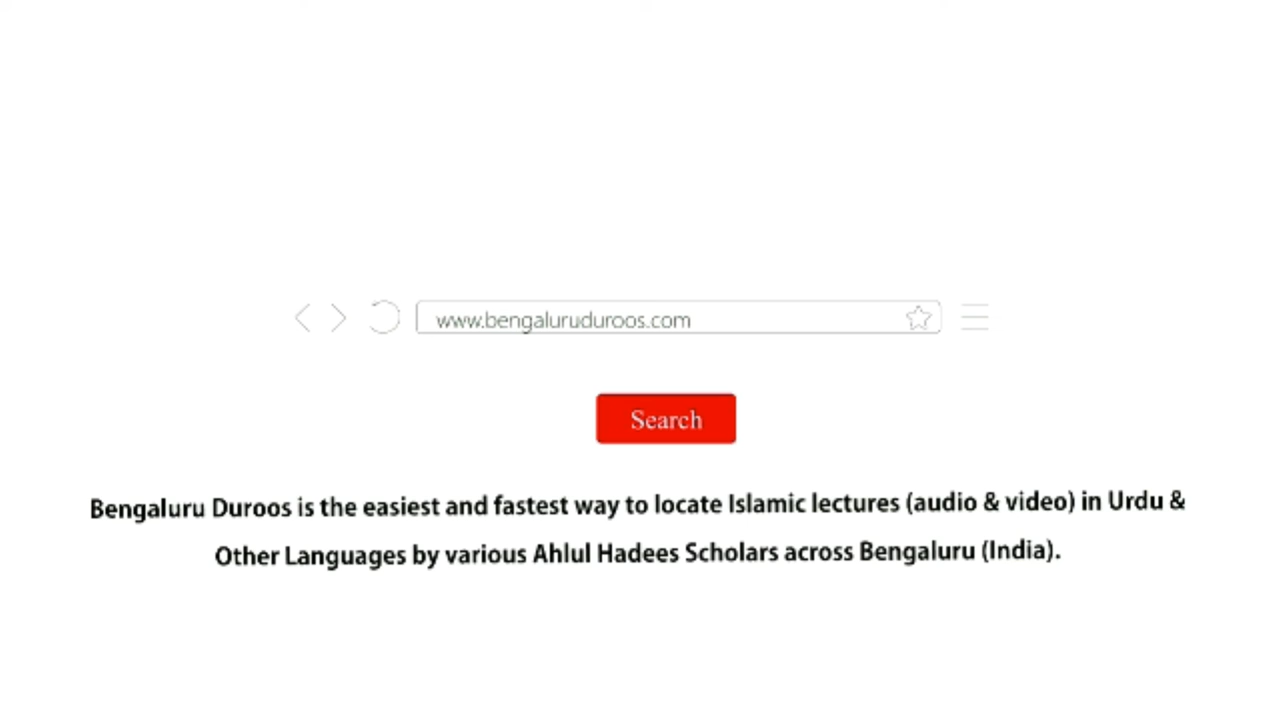 www.bengaluruduroos.com
Search
Bengaluru Duroos is the easiest and fastest way to locate Islamic lectures (audio & video) in Urdu &
Other Languages by various Ahlul Hadees Scholars across Bengaluru (India).